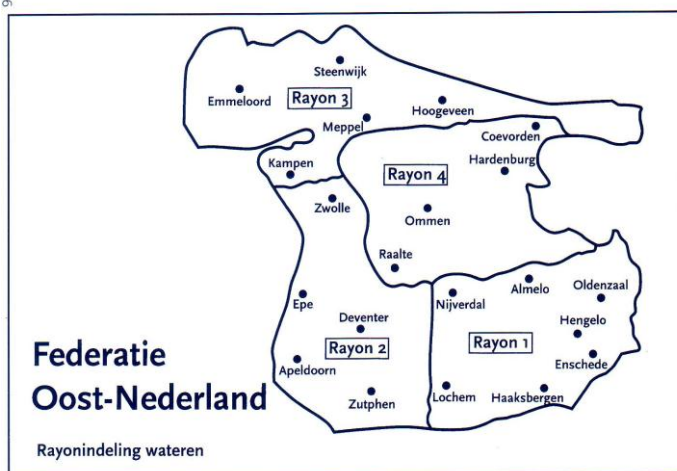 Steenwijk
Emmeloord
Rayon 3
Hoogeveen
Meppel
Coevorden
Kampen
Hardenburg
Rayon 4
Zwolle
Ommen
Raalte
Epe
Nijverdal
Almelo
Oldenzaal
Deventer
Hengelo
Rayon 2
Rayon 1
Enschede
Apeldoorn
Zutphen
Lochem
Haaksbergen
Federatie
Oost-Nederland
Rayonindeling wateren